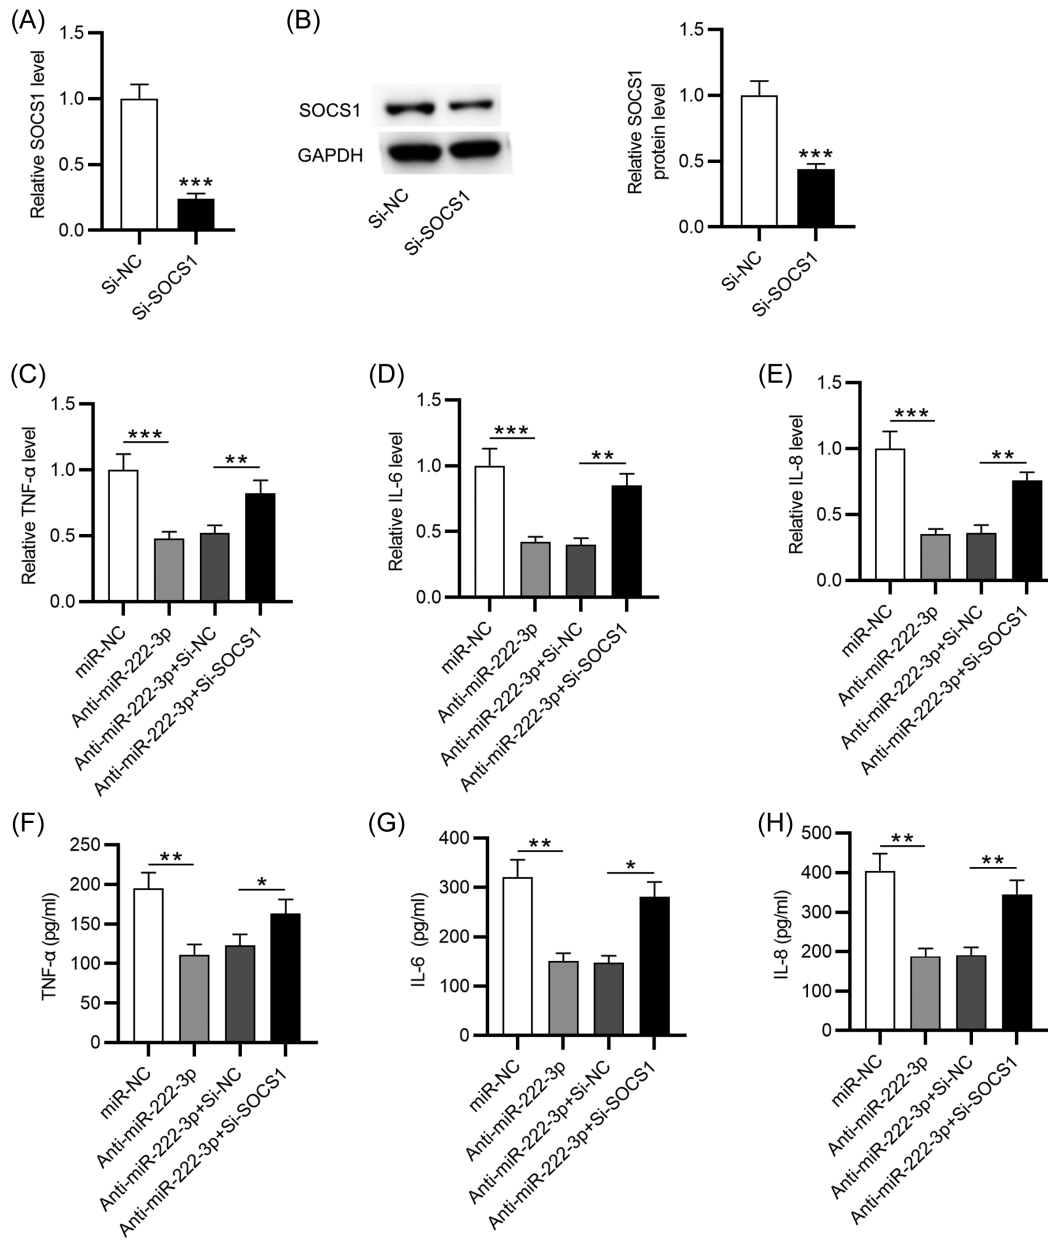 (A)
Relative SOCS1 level
1.5
1.0
0.5
0.0
***
Si-NC
Si-SOCS1
(B)
SOCS1
GAPDH
Si-NC
Si-SOCS1
Relative SOCS1
protein level
1.5
1.0
0.5
0.0
***
Si-NC
Si-SOCS1
(C)
Relative TNF-α level
1.5
1.0
0.5
0.0
***
**
miR-NC
Anti-miR-222-3p
Anti-miR-222-3p+Si-NC
Anti-miR-222-3p+Si-SOCS1
(D)
Relative IL-6 level
1.5
1.0
0.5
0.0
***
**
miR-NC
Anti-miR-222-3p
Anti-miR-222-3p+Si-NC
Anti-miR-222-3p+Si-SOCS1
(E)
Relative IL-8 level
1.5
1.0
0.5
0.0
***
**
miR-NC
Anti-miR-222-3p
Anti-miR-222-3p+Si-NC
Anti-miR-222-3p+Si-SOCS1
(F)
TNF-α (pg/ml)
250
200
150
100
50
0
**
*
miR-NC
Anti-miR-222-3p
Anti-miR-222-3p+Si-NC
Anti-miR-222-3p+Si-SOCS1
(G)
IL-6 (pg/ml)
400
300
200
100
0
**
*
miR-NC
Anti-miR-222-3p
Anti-miR-222-3p+Si-NC
Anti-miR-222-3p+Si-SOCS1
(H)
IL-8 (pg/ml)
500
400
300
200
100
0
**
**
miR-NC
Anti-miR-222-3p
Anti-miR-222-3p+Si-NC
Anti-miR-222-3p+Si-SOCS1